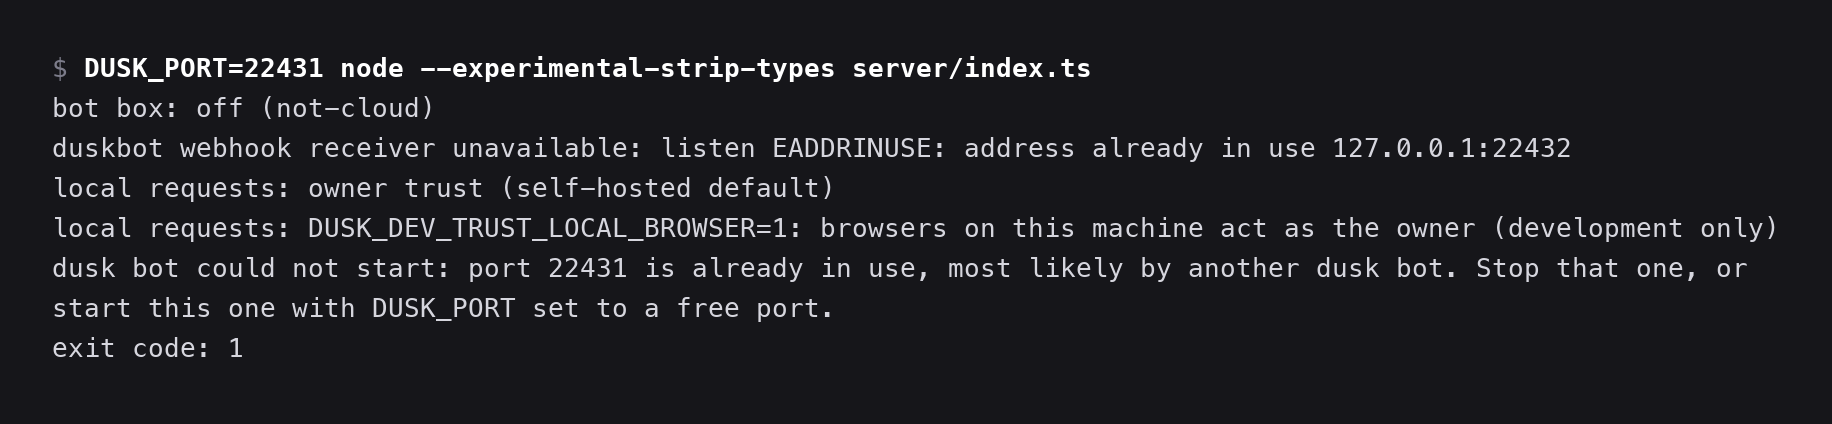 $ DUSK_PORT=22431 node --experimental-strip-types server/index.ts
bot box: off (not-cloud)
duskbot webhook receiver unavailable: listen EADDRINUSE: address already in use 127.0.0.1:22432
local requests: owner trust (self-hosted default)
local requests: DUSK_DEV_TRUST_LOCAL_BROWSER=1: browsers on this machine act as the owner (development only)
dusk bot could not start: port 22431 is already in use, most likely by another dusk bot. Stop that one, or
start this one with DUSK_PORT set to a free port.
exit code: 1